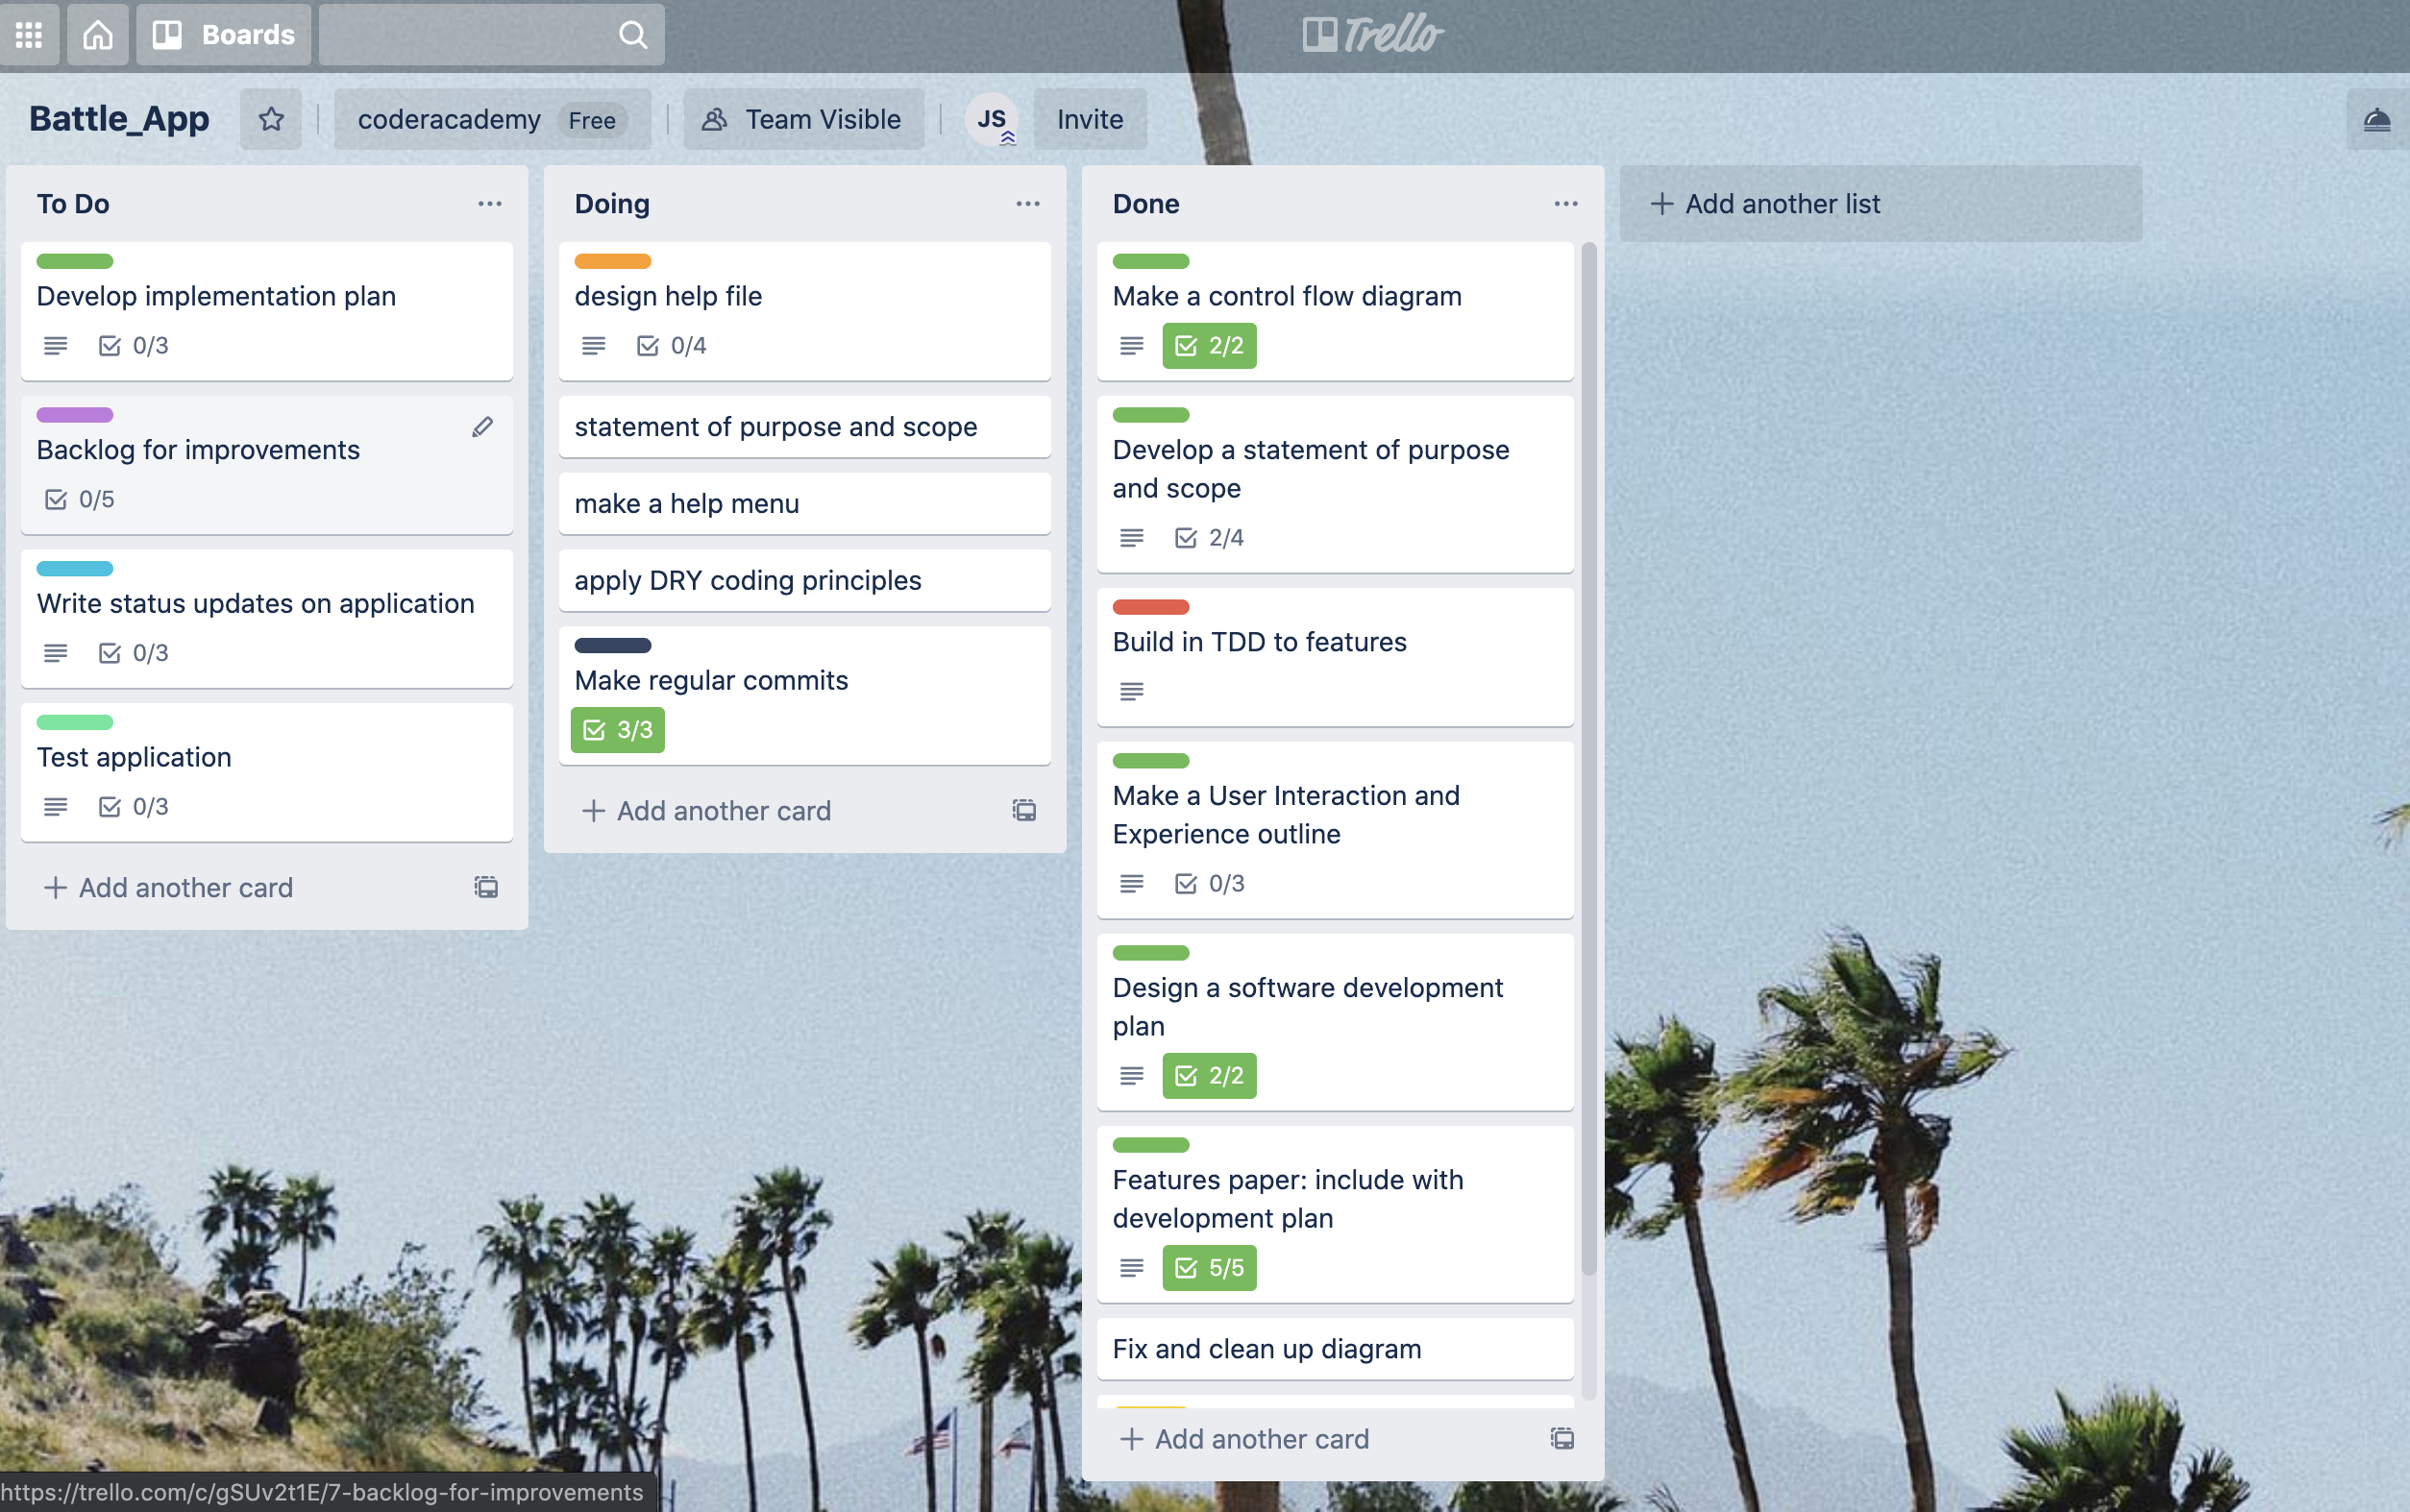 Boards
Trello
Battle_App
coderacademy Free
Team Visible
JS
Invite
To Do
Develop implementation plan
0/3
Backlog for improvements
0/5
Write status updates on application
0/3
Test application
0/3
Add another card
Doing
design help file
0/4
statement of purpose and scope
make a help menu
apply DRY coding principles
Make regular commits
3/3
Add another card
Done
Make a control flow diagram
2/2
Develop a statement of purpose
and scope
2/4
Build in TDD to features
Make a User Interaction and
Experience outline
0/3
Design a software development
plan
2/2
Features paper: include with
development plan
5/5
Fix and clean up diagram
Add another card
Add another list
https://trello.com/c/gSUv2t1E/7-backlog-for-improvements